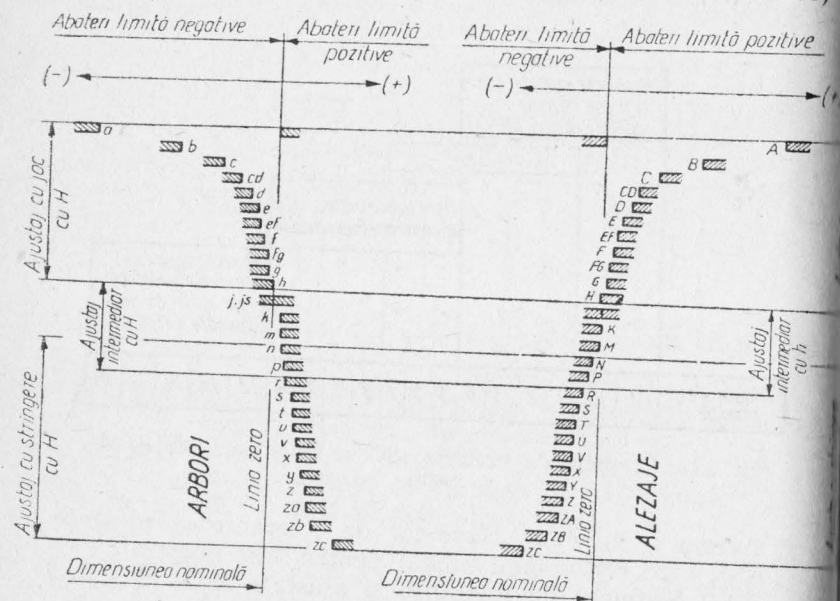 Abateri limită negative
Abateri limită
pozitive
Abateri limită
negative
Abateri limită pozitive
(-)
(+)
(-)
a
b
c
cd
d
e
ef
f
fg
g
h
j.js
k
m
n
p
r
s
t
u
v
x
y
z
za
zb
zc
A
B
C
CD
D
E
EF
F
FG
G
H
K
M
N
P
R
S
T
U
V
X
Y
Z
ZA
ZB
ZC
Ajustaj cu joc
cu H
Ajustaj
intermediar
cu H
Ajustaj cu stringere
cu H
ARBORI
Linia zero
Linia zero
ALEZAJE
Ajustaj
intermediar
cu h
Dimensiunea nominală
Dimensiunea nominală